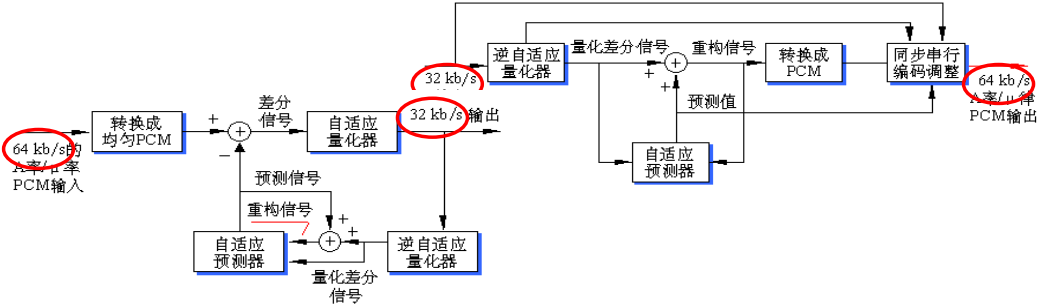 64 kb/s的
A率/μ率
PCM输入
转换成
均匀PCM
+
−
差分
信号
自适应
量化器
32 kb/s
输出
预测信号
重构信号
+
+
+
自适应
预测器
逆自适应
量化器
量化差分
信号
32 kb/s
逆自适应
量化器
量化差分信号
+
+
+
重构信号
转换成
PCM
同步串行
编码调整
预测值
自适应
预测器
64 kb/s
A率/μ律
PCM输出